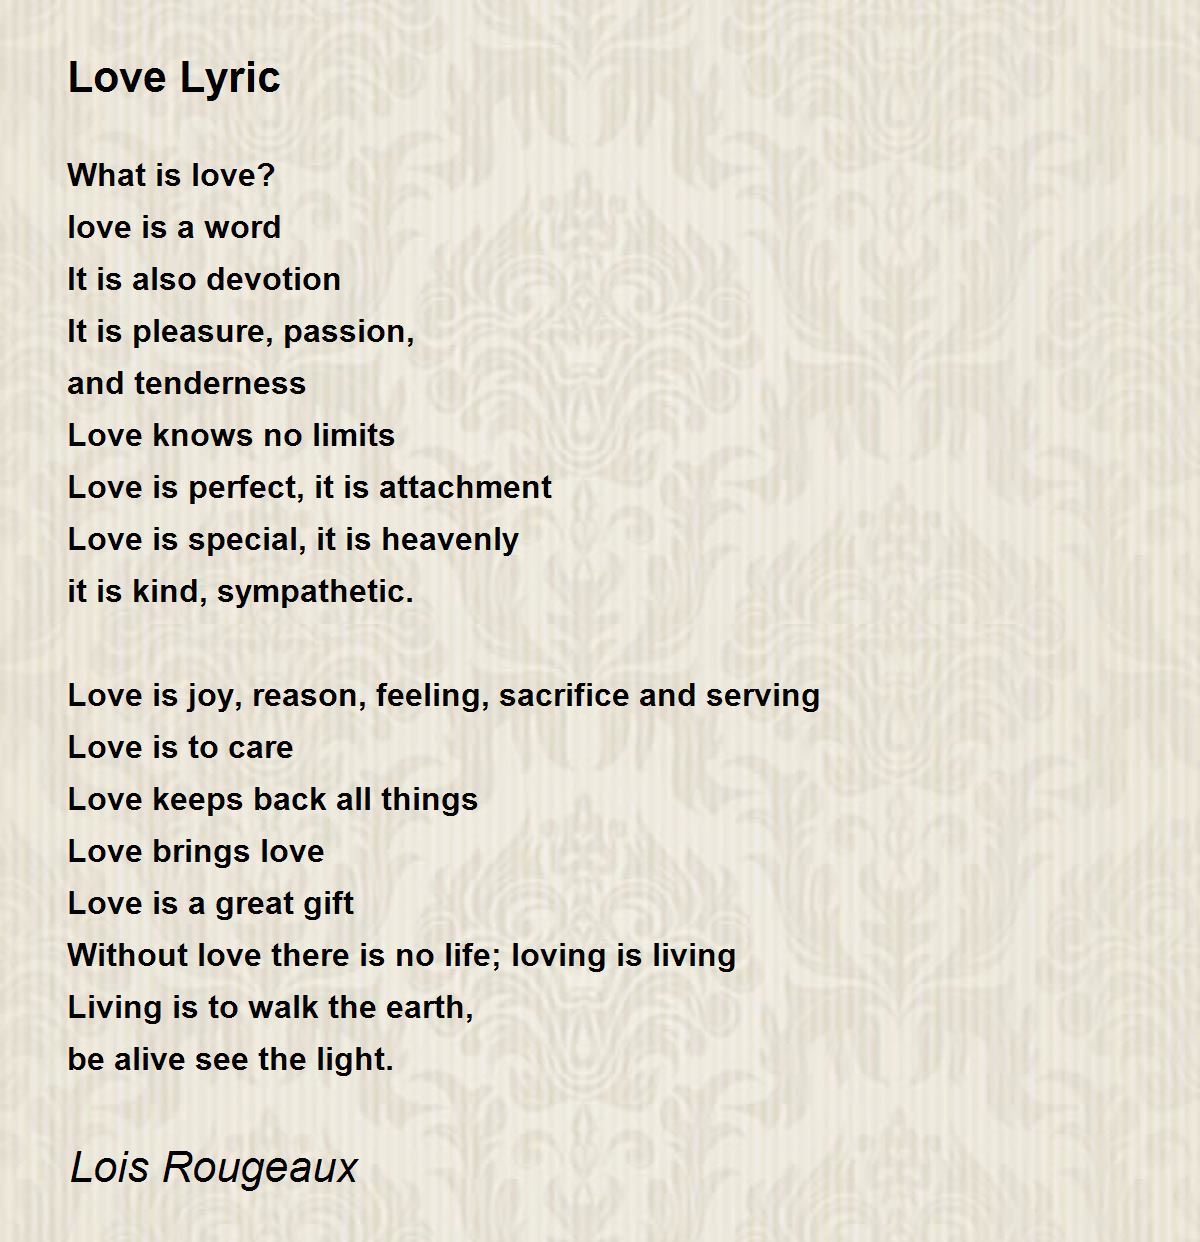 Love Lyric
What is love?
love is a word
It is also devotion
It is pleasure, passion,
and tenderness
Love knows no limits
Love is perfect, it is attachment
Love is special, it is heavenly
it is kind, sympathetic.
Love is joy, reason, feeling, sacrifice and serving
Love is to care
Love keeps back all things
Love brings love
Love is a great gift
Without love there is no life; loving is living
Living is to walk the earth,
be alive see the light.
Lois Rougeaux